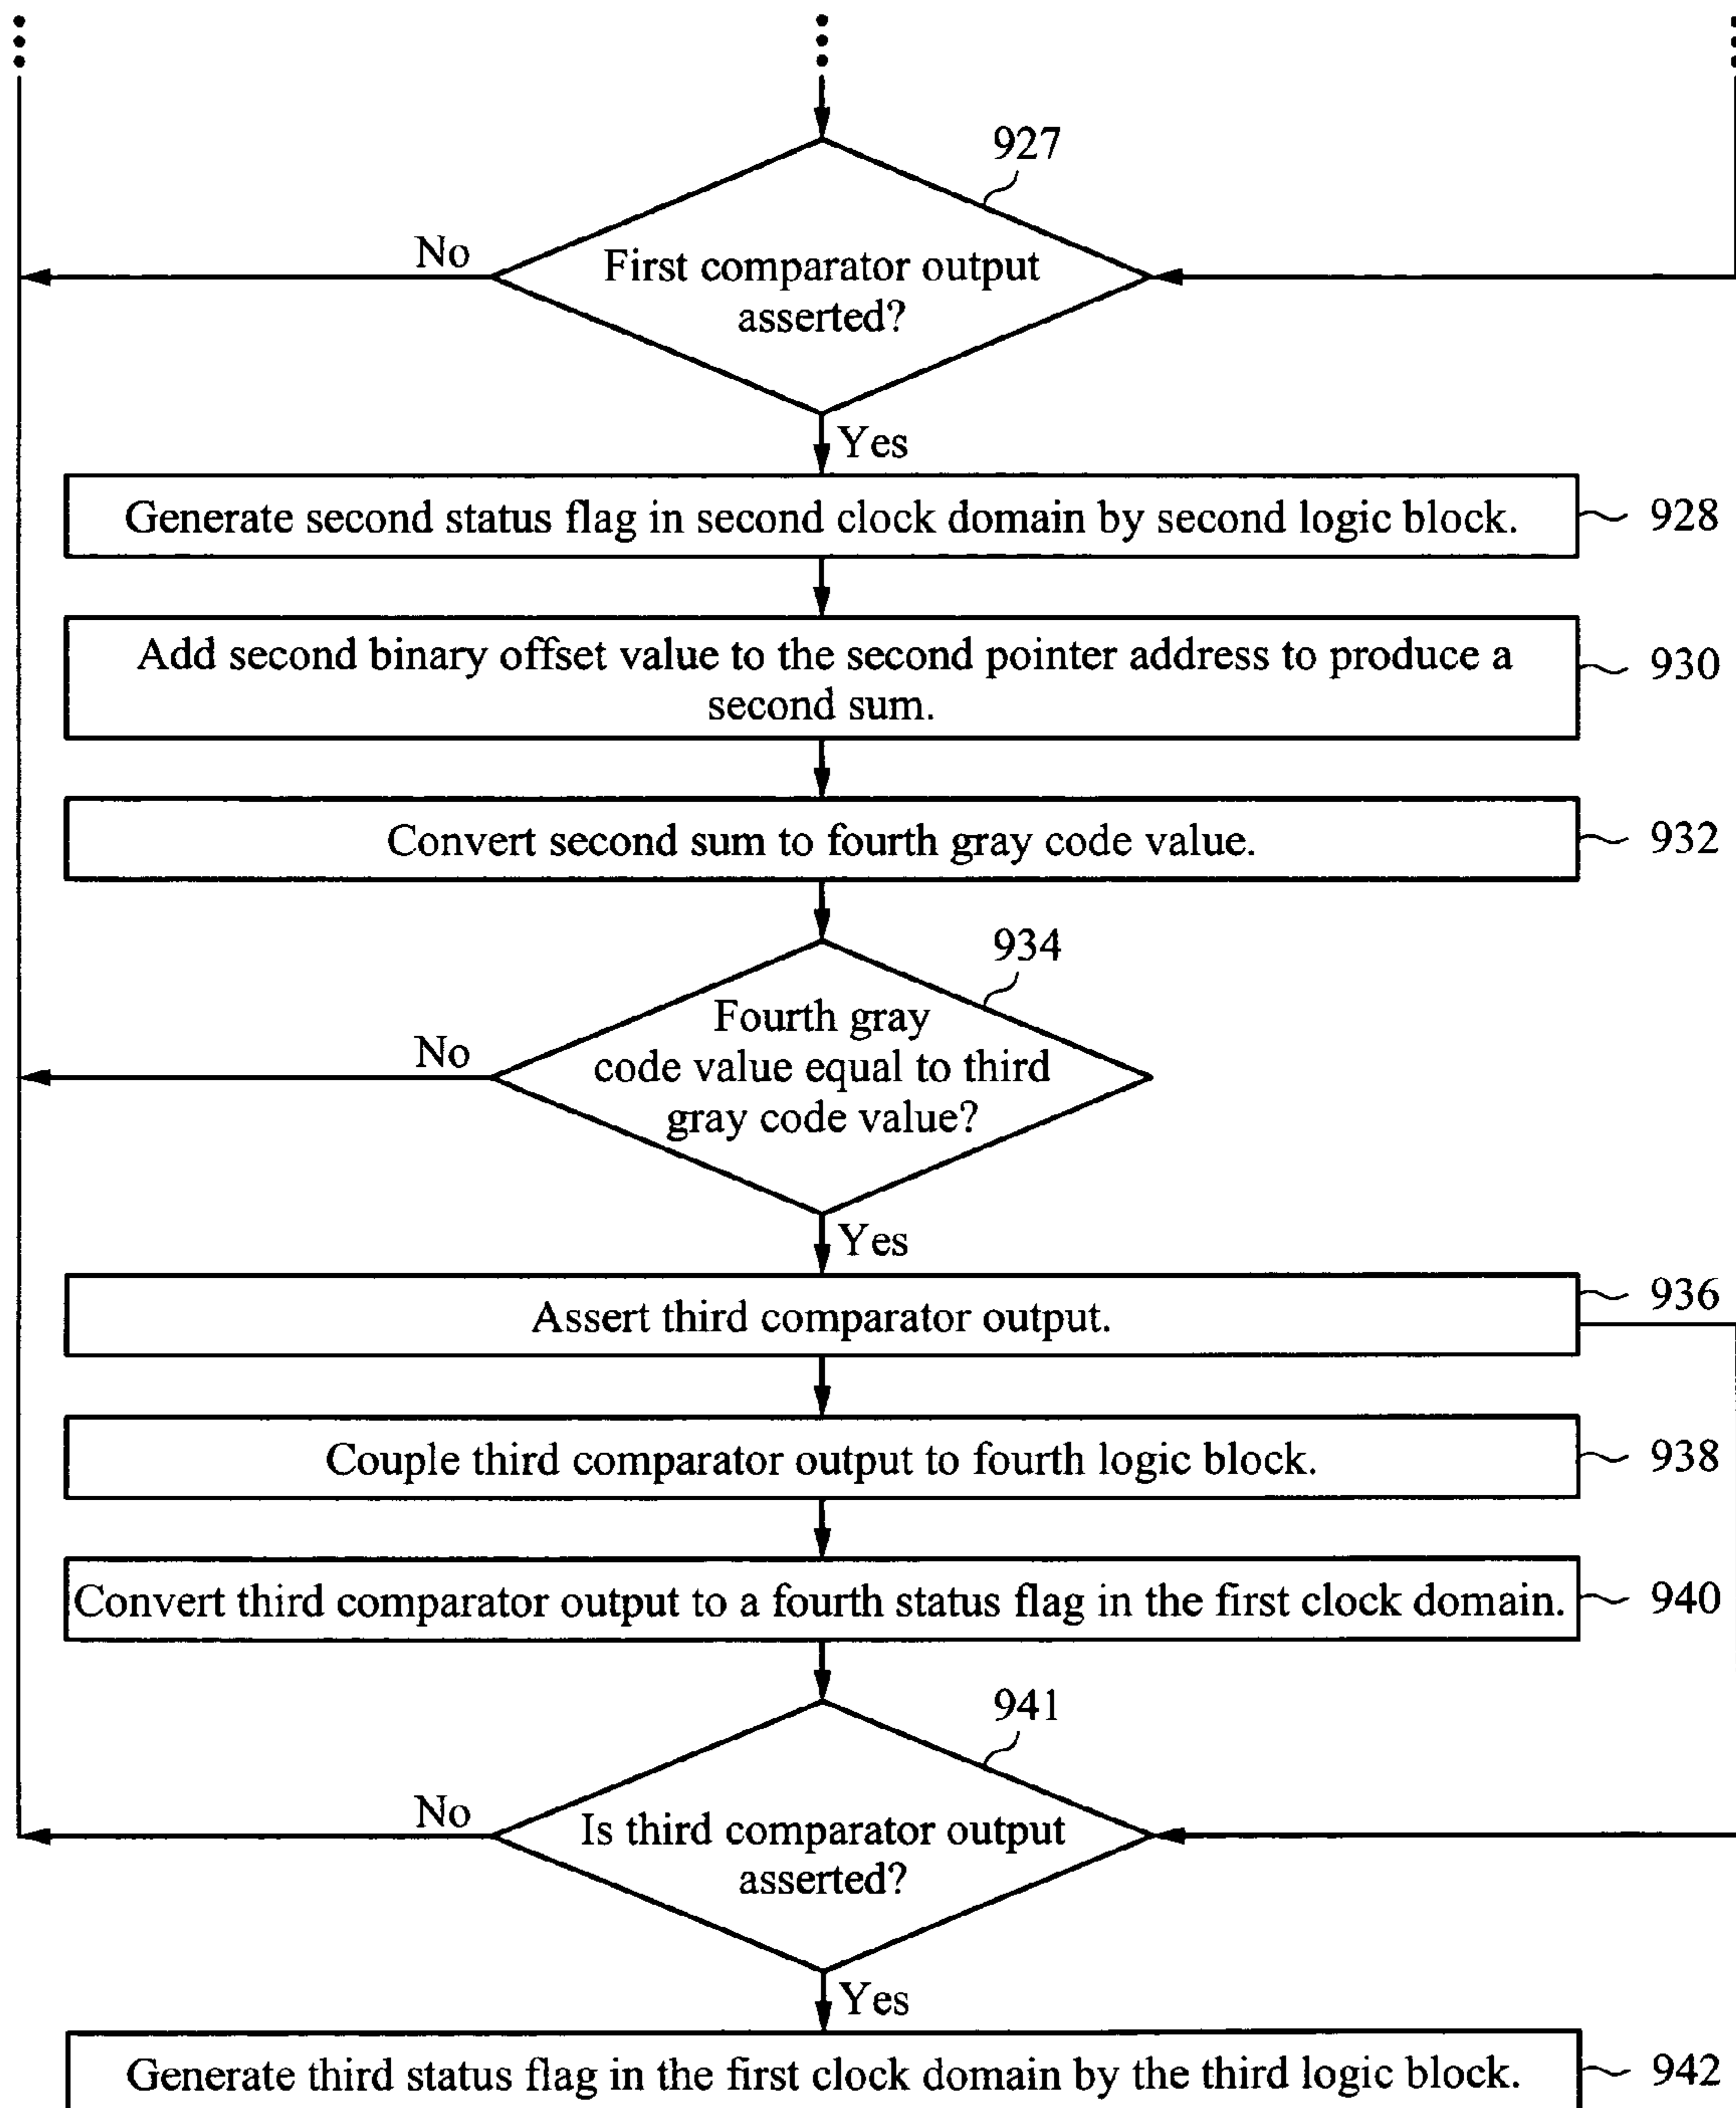 927
No
First comparator output
asserted?
Yes
Generate second status flag in second clock domain by second logic block.
928
Add second binary offset value to the second pointer address to produce a
second sum.
930
Convert second sum to fourth gray code value.
932
934
No
Fourth gray
code value equal to third
gray code value?
Yes
Assert third comparator output.
936
Couple third comparator output to fourth logic block.
938
Convert third comparator output to a fourth status flag in the first clock domain.
940
941
No
Is third comparator output
asserted?
Yes
Generate third status flag in the first clock domain by the third logic block.
942